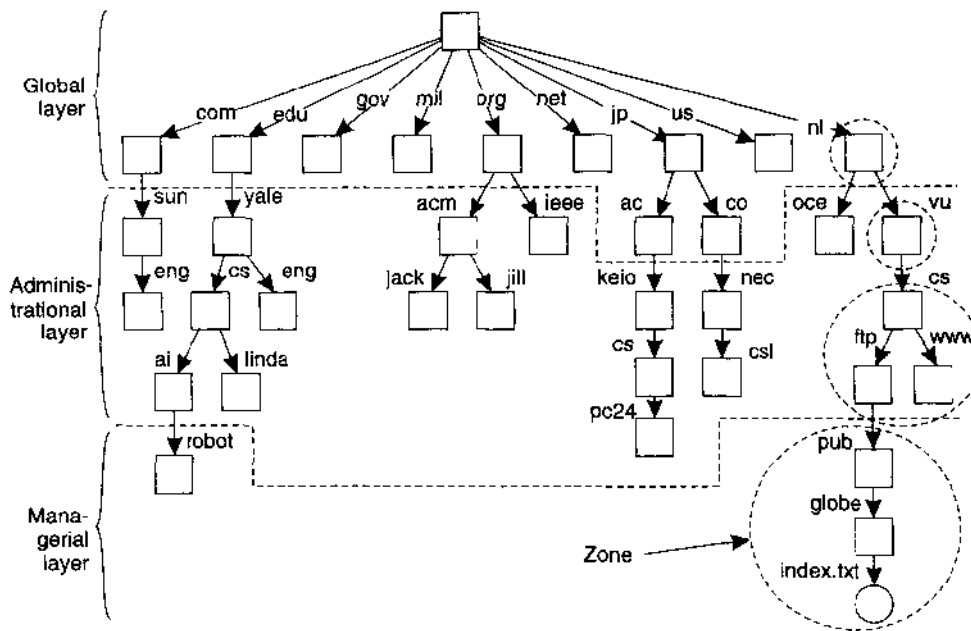 Global
layer
com
edu
gov
mil
org
net
jp
us
nl
sun
yale
acm
ieee
ac
co
oce
vu
Adminis-
trational
layer
eng
cs
eng
jack
jill
keio
nec
cs
ai
linda
cs
csl
ftp
www
pc24
robot
pub
Mana-
gerial
layer
globe
Zone
index.txt